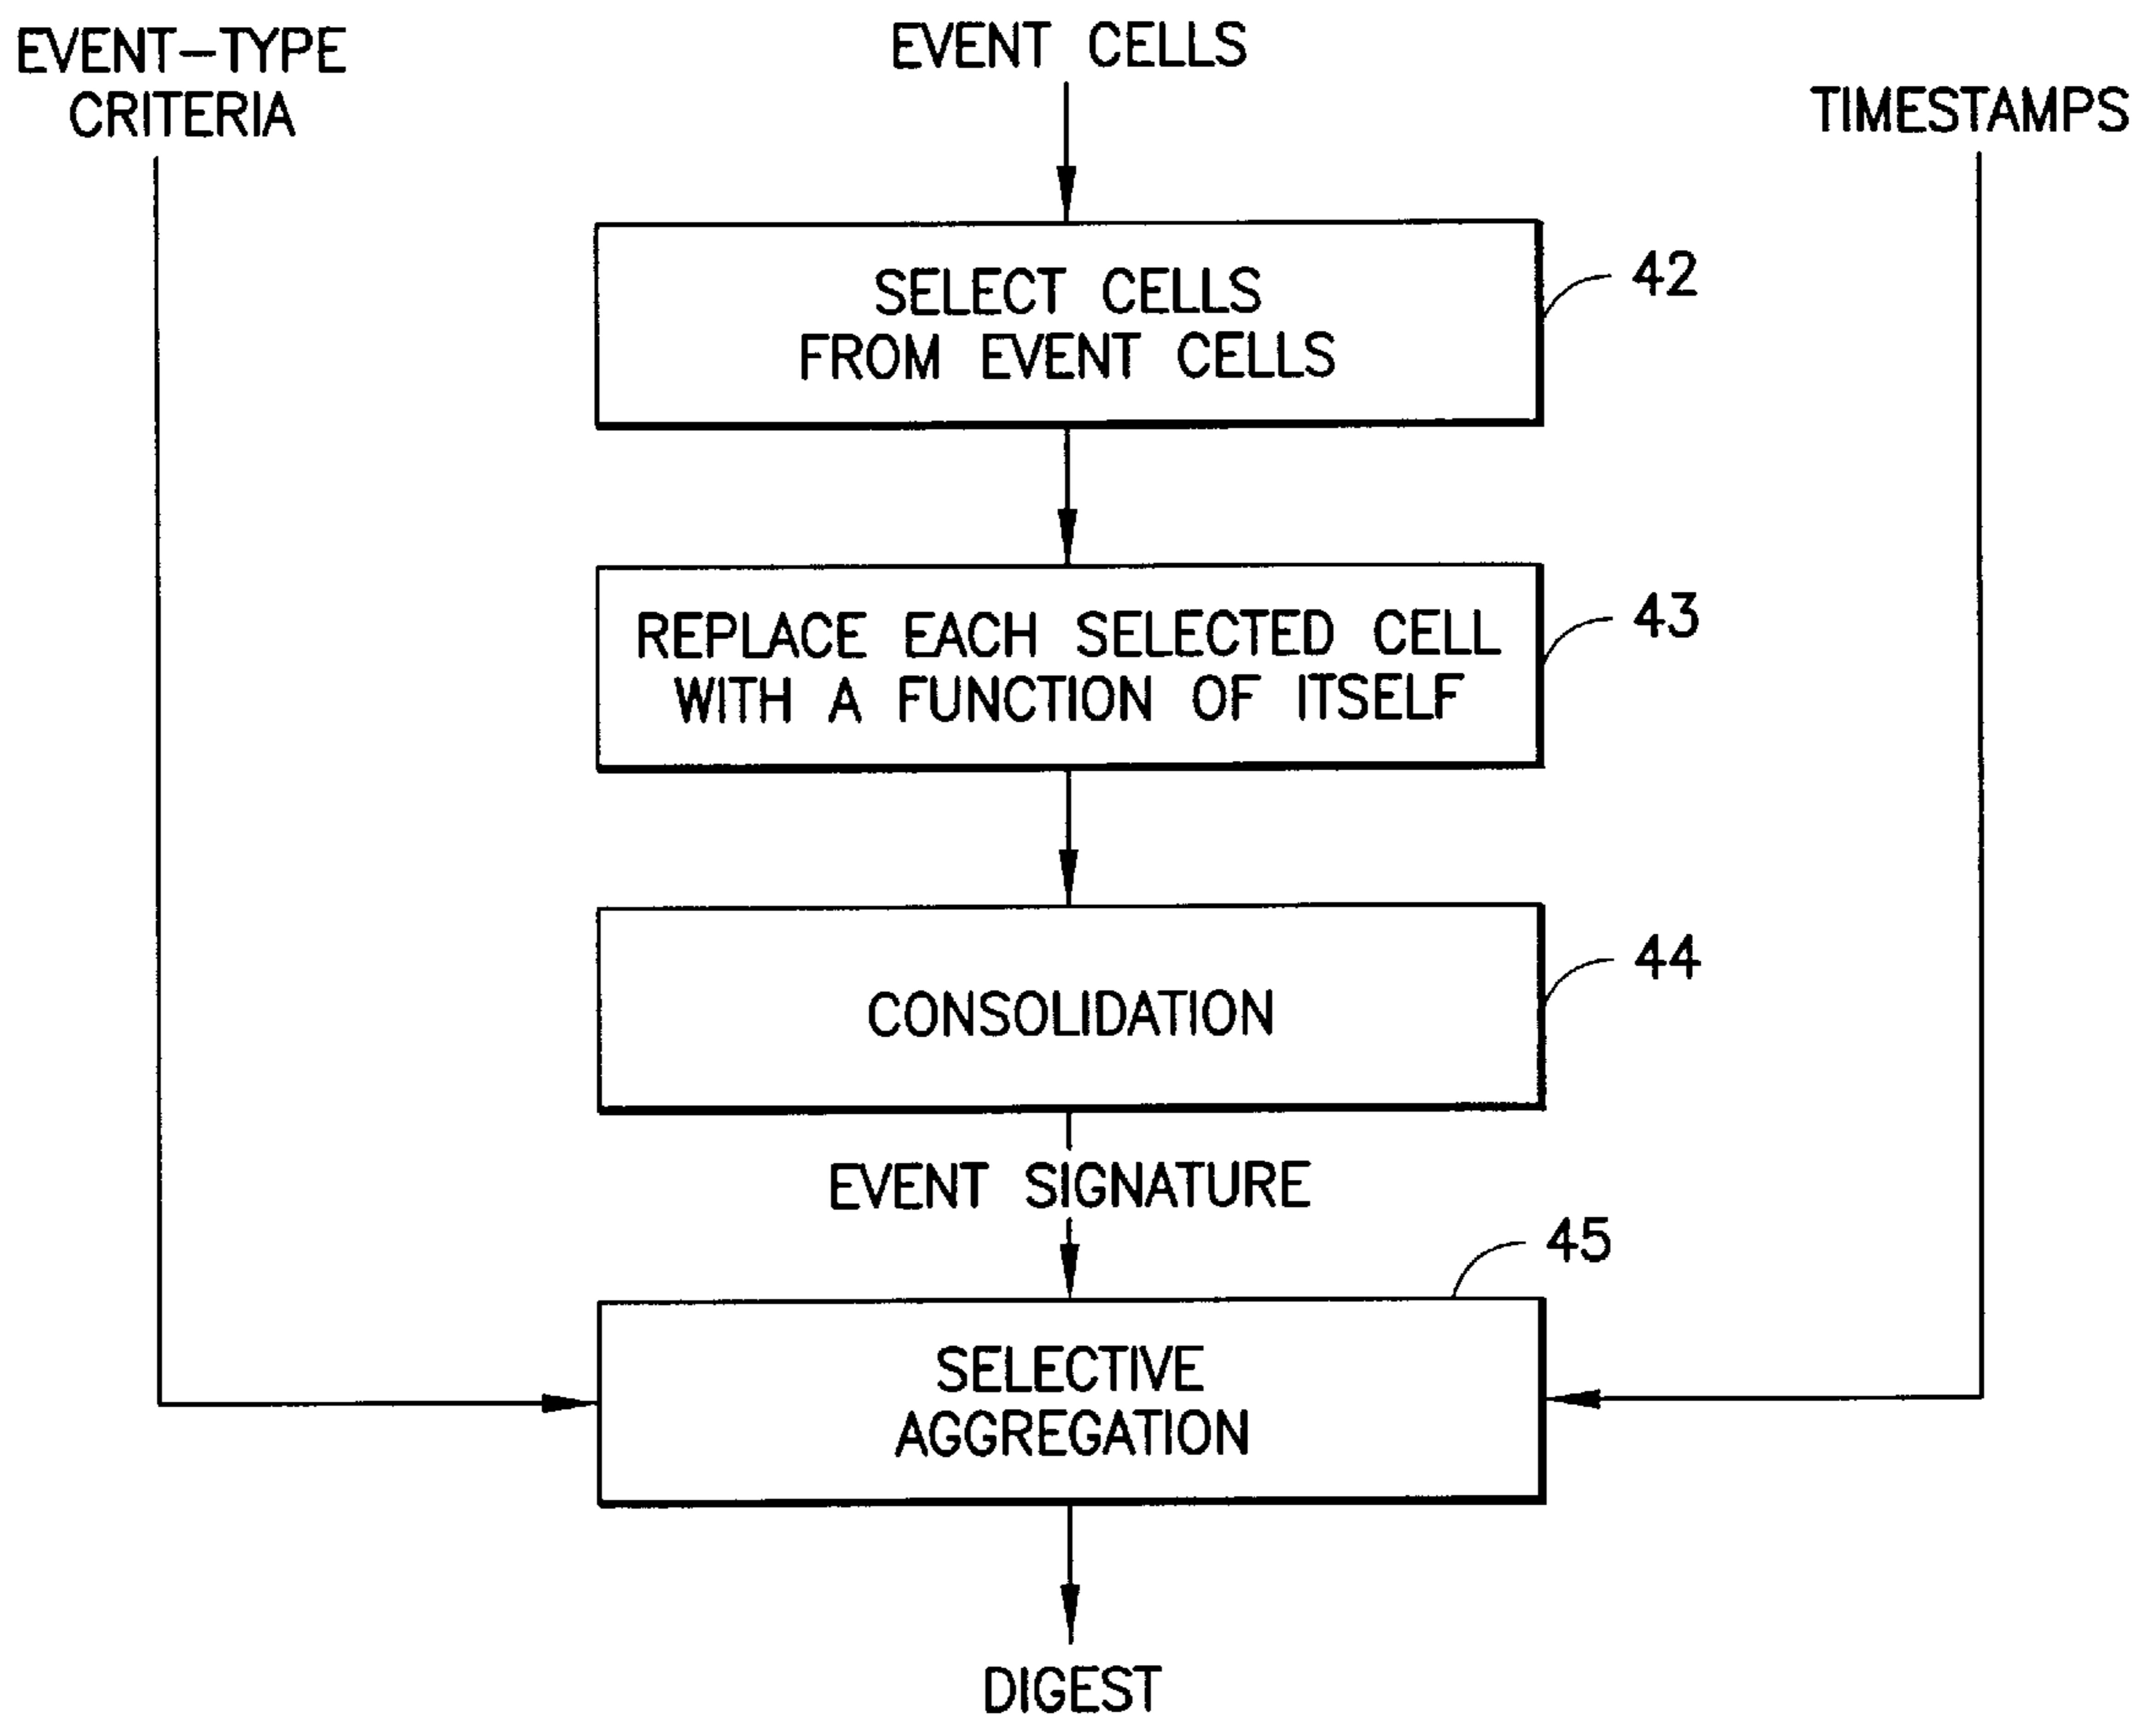 EVENT-TYPE
CRITERIA
EVENT CELLS
TIMESTAMPS
SELECT CELLS
FROM EVENT CELLS
42
REPLACE EACH SELECTED CELL
WITH A FUNCTION OF ITSELF
43
CONSOLIDATION
44
EVENT SIGNATURE
45
SELECTIVE
AGGREGATION
DIGEST